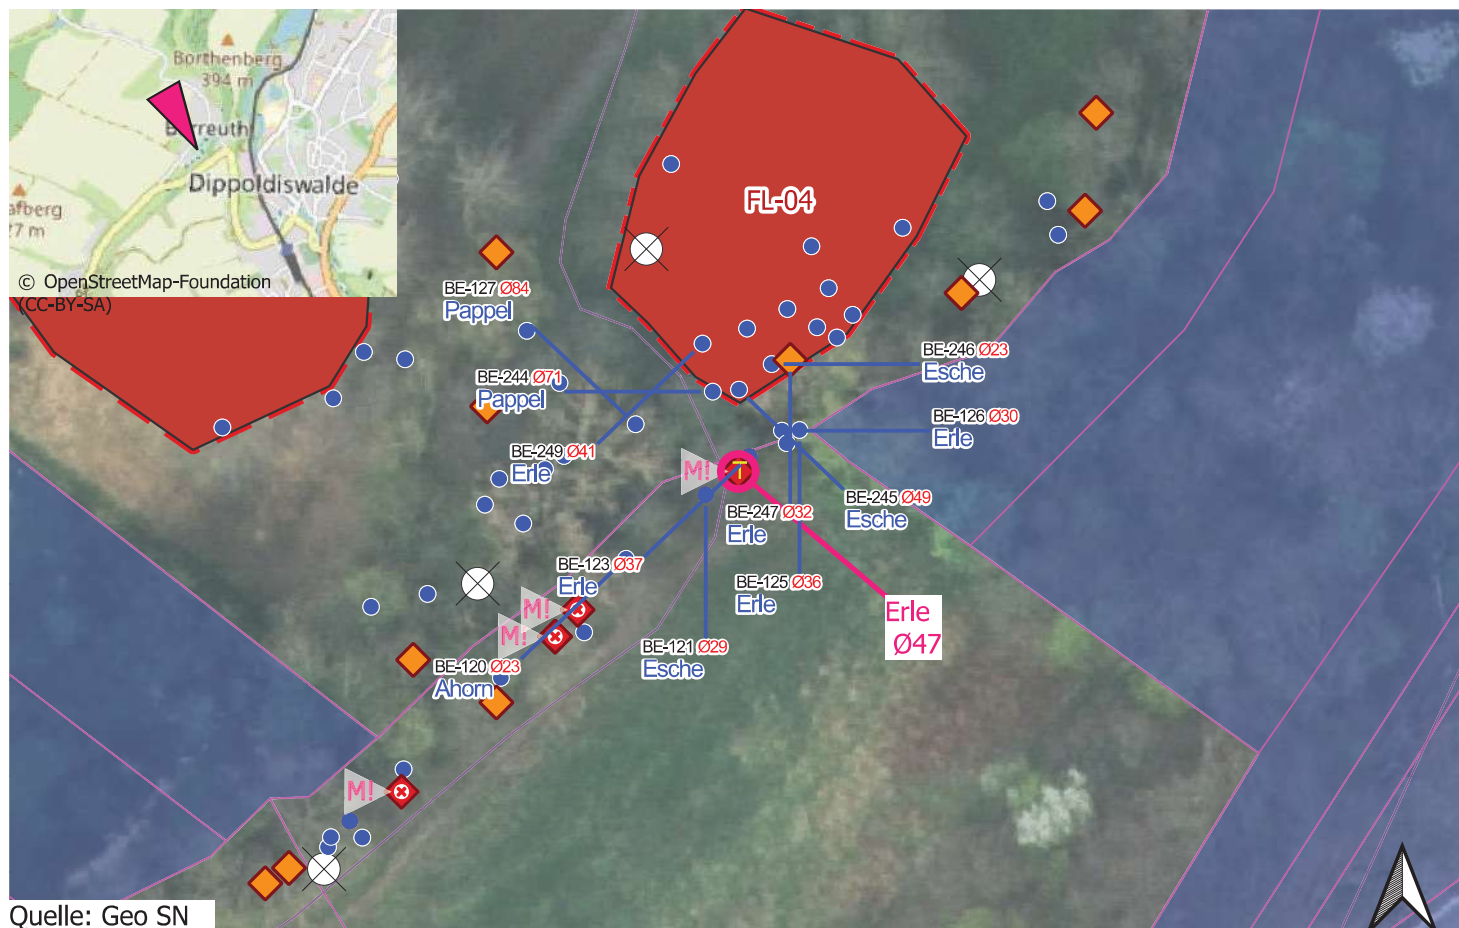 Borthenberg
394 m
Dippoldiswalde
© OpenStreetMap-Foundation
(CC-BY-SA)
FL-04
BE-127 Ø84
Pappel
BE-244 Ø71
Pappel
BE-246 Ø23
Esche
BE-126 Ø30
Erle
BE-249 Ø41
Erle
M!
BE-245 Ø49
Esche
BE-247 Ø32
Erle
BE-123 Ø37
Erle
BE-125 Ø36
Erle
M!
M!
Erle
Ø47
BE-121 Ø29
Esche
BE-120 Ø23
Ahorn
M!
Quelle: Geo SN